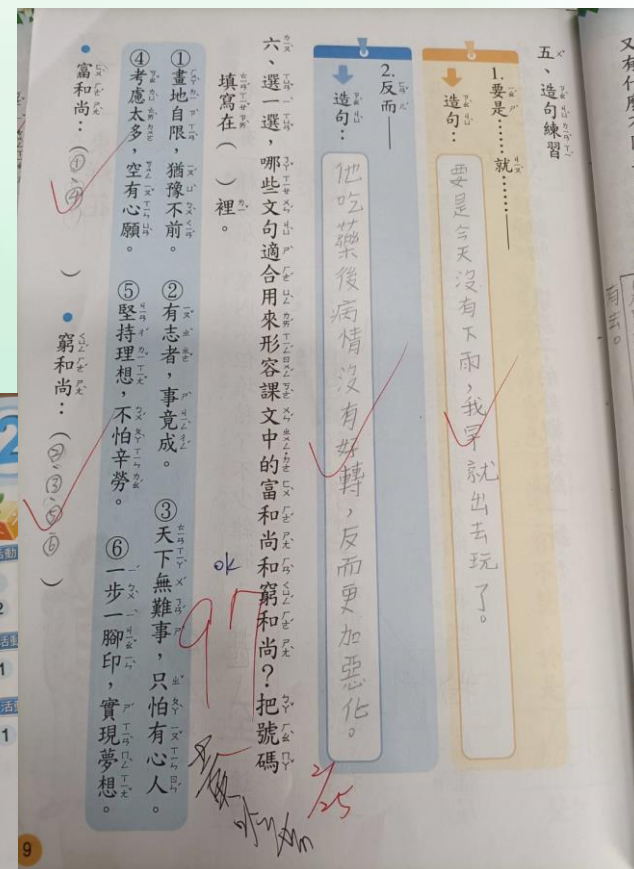 五、造句練習
1.要是……就……
造句：
要是今天沒有下雨，我早就出去玩了。
2.反而
造句：
他吃藥後病情沒有好轉，反而更加惡化。
六、選一選，哪些文句適合用來形容課文中的富和尚和窮和尚？把號碼
填寫在（ ）裡。
①畫地自限，猶豫不前。
②有志者，事竟成。
③天下無難事，只怕有心人。
④考慮太多，空有心願。
⑤堅持理想，不怕辛勞。
⑥一步一腳印，實現夢想。
富和尚：（①、④）
窮和尚：（②、③、⑤、⑥）
ok
97
2/25
9